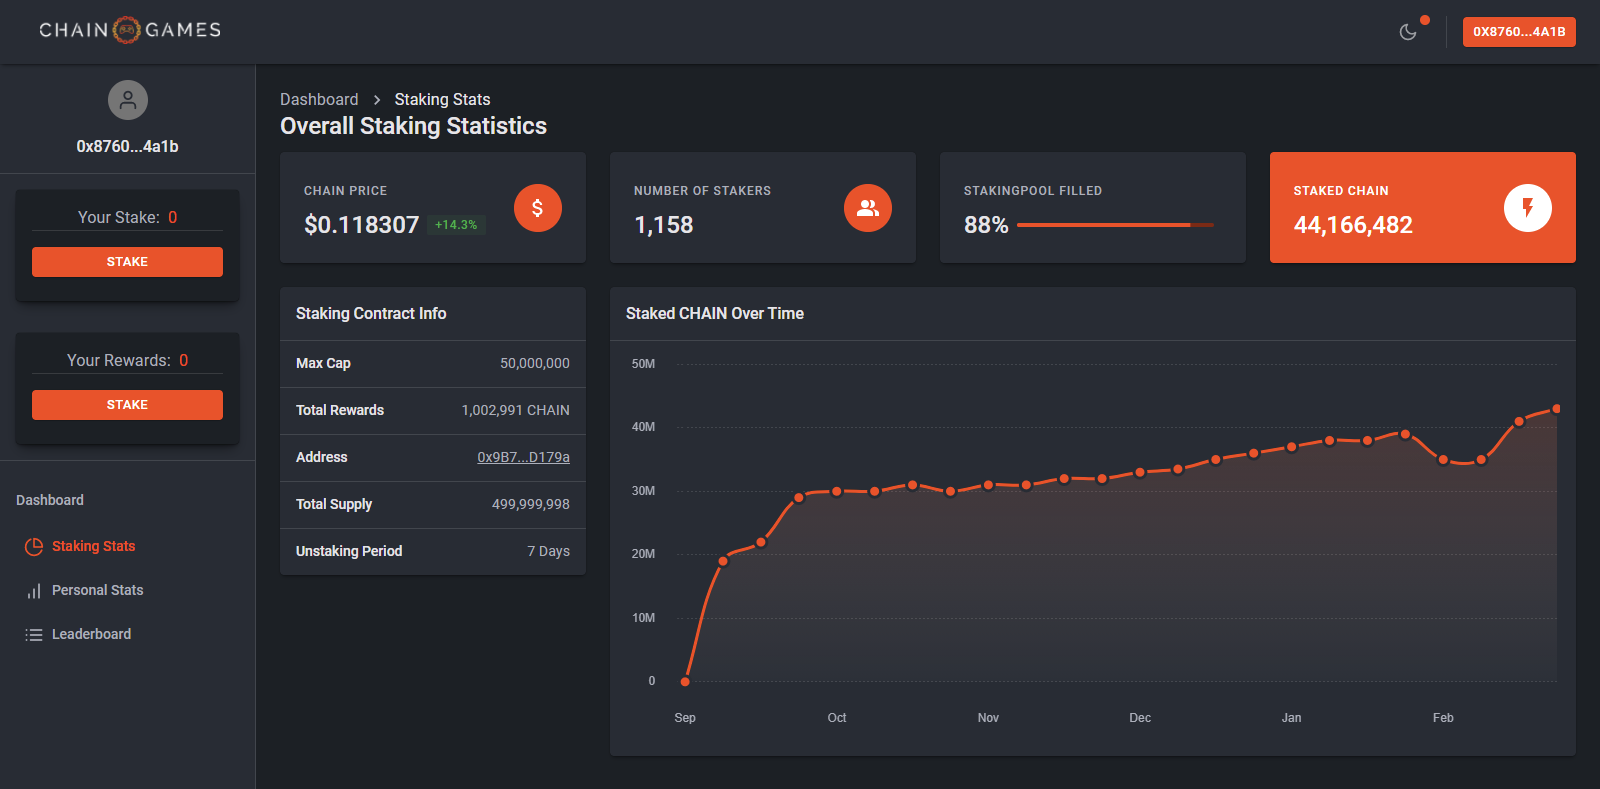 CHAIN GAMES
0X8760...4A1B
0x8760...4a1b
Your Stake: 0
STAKE
Your Rewards: 0
STAKE
Dashboard
Staking Stats
Personal Stats
Leaderboard
Dashboard > Staking Stats
Overall Staking Statistics
CHAIN PRICE
$0.118307 +14.3%
NUMBER OF STAKERS
1,158
STAKINGPOOL FILLED
88%
STAKED CHAIN
44,166,482
Staking Contract Info
Max Cap 50,000,000
Total Rewards 1,002,991 CHAIN
Address 0x9B7...D179a
Total Supply 499,999,998
Unstaking Period 7 Days
Staked CHAIN Over Time
50M
40M
30M
20M
10M
0
Sep Oct Nov Dec Jan Feb